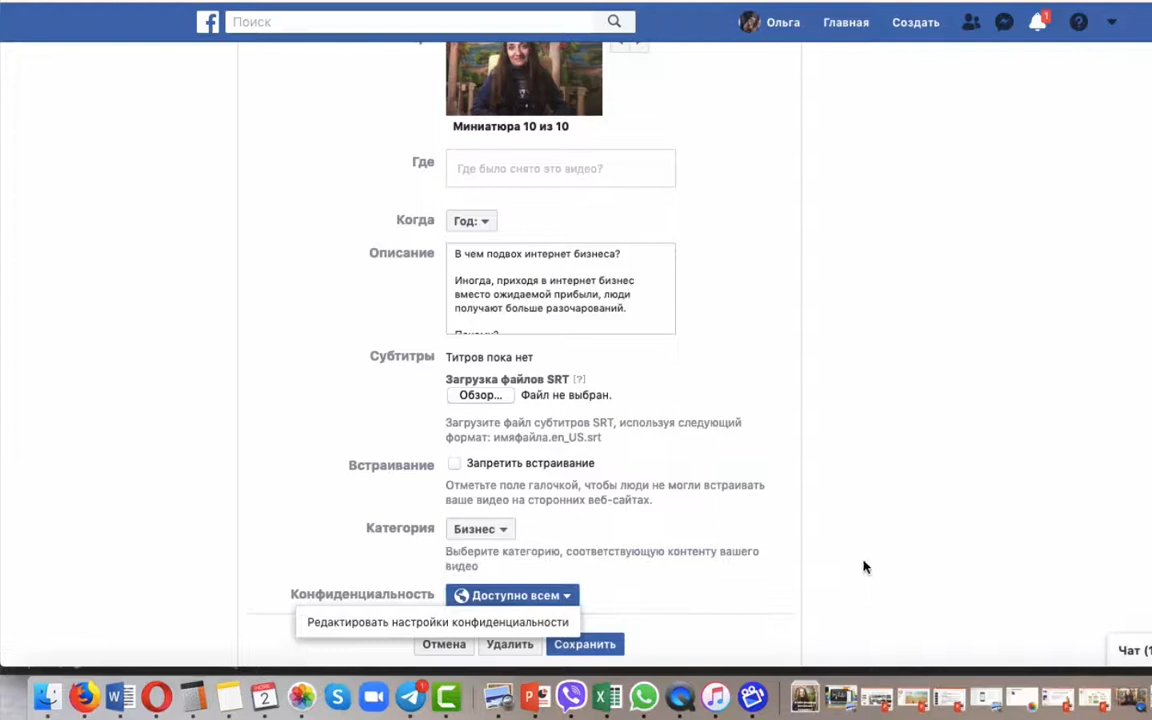 Поиск
Ольга
Главная
Создать
1
Миниатюра 10 из 10
Где
Где было снято это видео?
Когда
Год:
Описание
В чем подвох интернет бизнеса?
Иногда, приходя в интернет бизнес
вместо ожидаемой прибыли, люди
получают больше разочарований.
Субтитры
Титров пока нет
Загрузка файлов SRT [?]
Обзор... Файл не выбран.
Загрузите файл субтитров SRT, используя следующий
формат: имяфайла.en_US.srt
Встраивание
Запретить встраивание
Отметьте поле галочкой, чтобы люди не могли встраивать
ваше видео на сторонних веб-сайтах.
Категория
Бизнес
Выберите категорию, соответствующую контенту вашего
видео
Конфиденциальность
Доступно всем
Редактировать настройки конфиденциальности
Отмена
Удалить
Сохранить
Чат (1
2